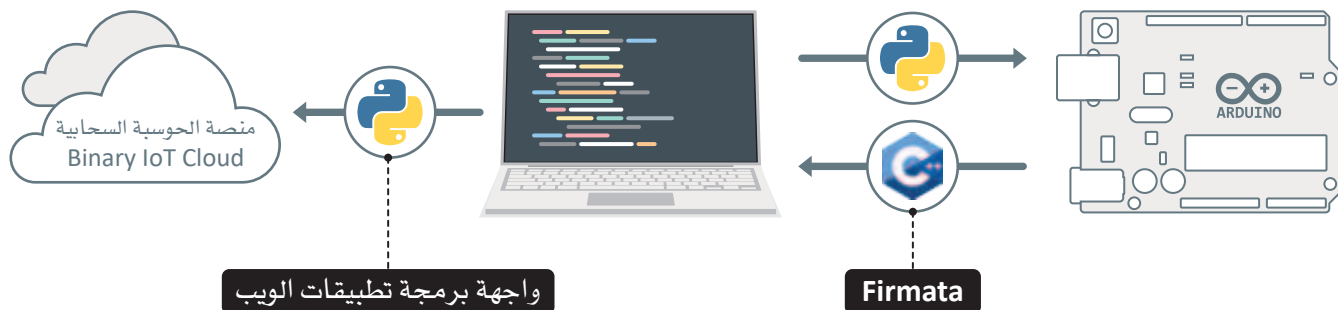 منصة الحوسبة السحابية
Binary IoT Cloud
C++
ARDUINO
واجهة برمجة تطبيقات الويب
Firmata